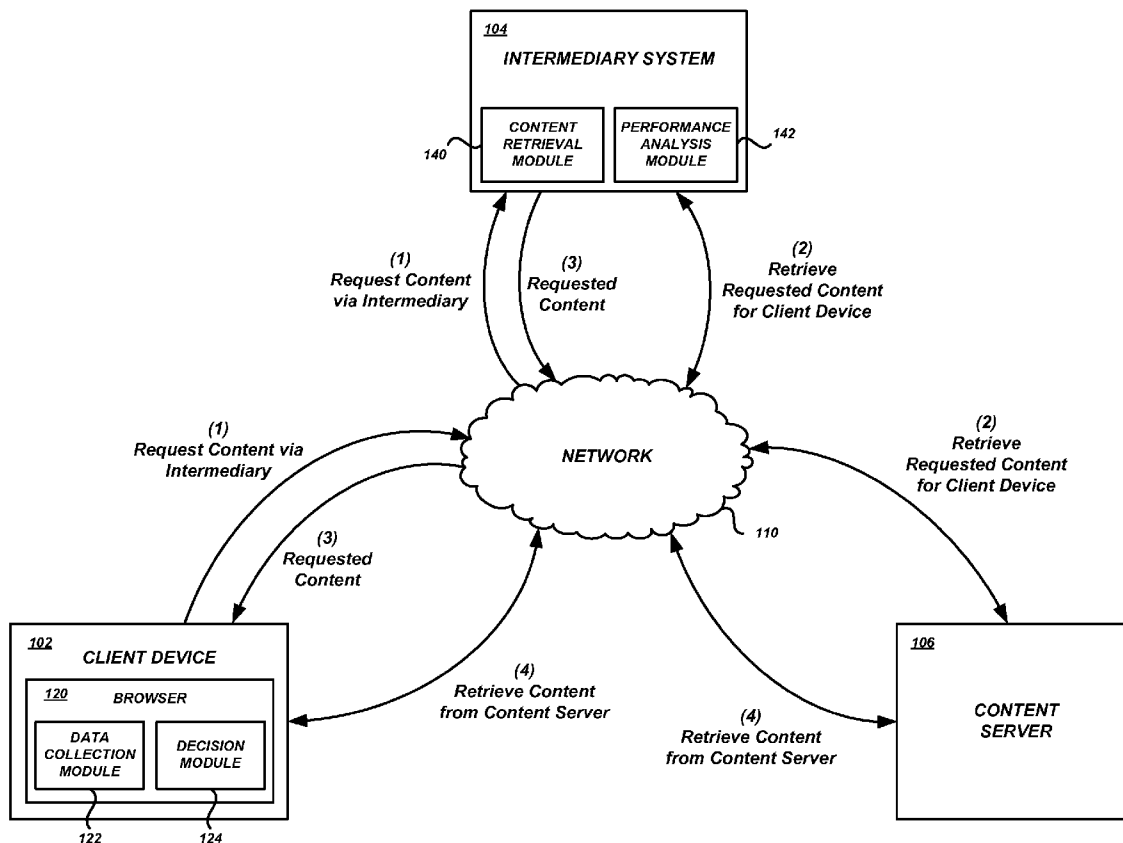 104
INTERMEDIARY SYSTEM
CONTENT
RETRIEVAL
MODULE
PERFORMANCE
ANALYSIS
MODULE
140
142
(1)
Request Content
via Intermediary
(3)
Requested
Content
(2)
Retrieve
Requested Content
for Client Device
(1)
Request Content via
Intermediary
NETWORK
(2)
Retrieve
Requested Content
for Client Device
110
(3)
Requested
Content
102
CLIENT DEVICE
120
BROWSER
DATA
COLLECTION
MODULE
DECISION
MODULE
122
124
(4)
Retrieve Content
from Content Server
(4)
Retrieve Content
from Content Server
106
CONTENT
SERVER